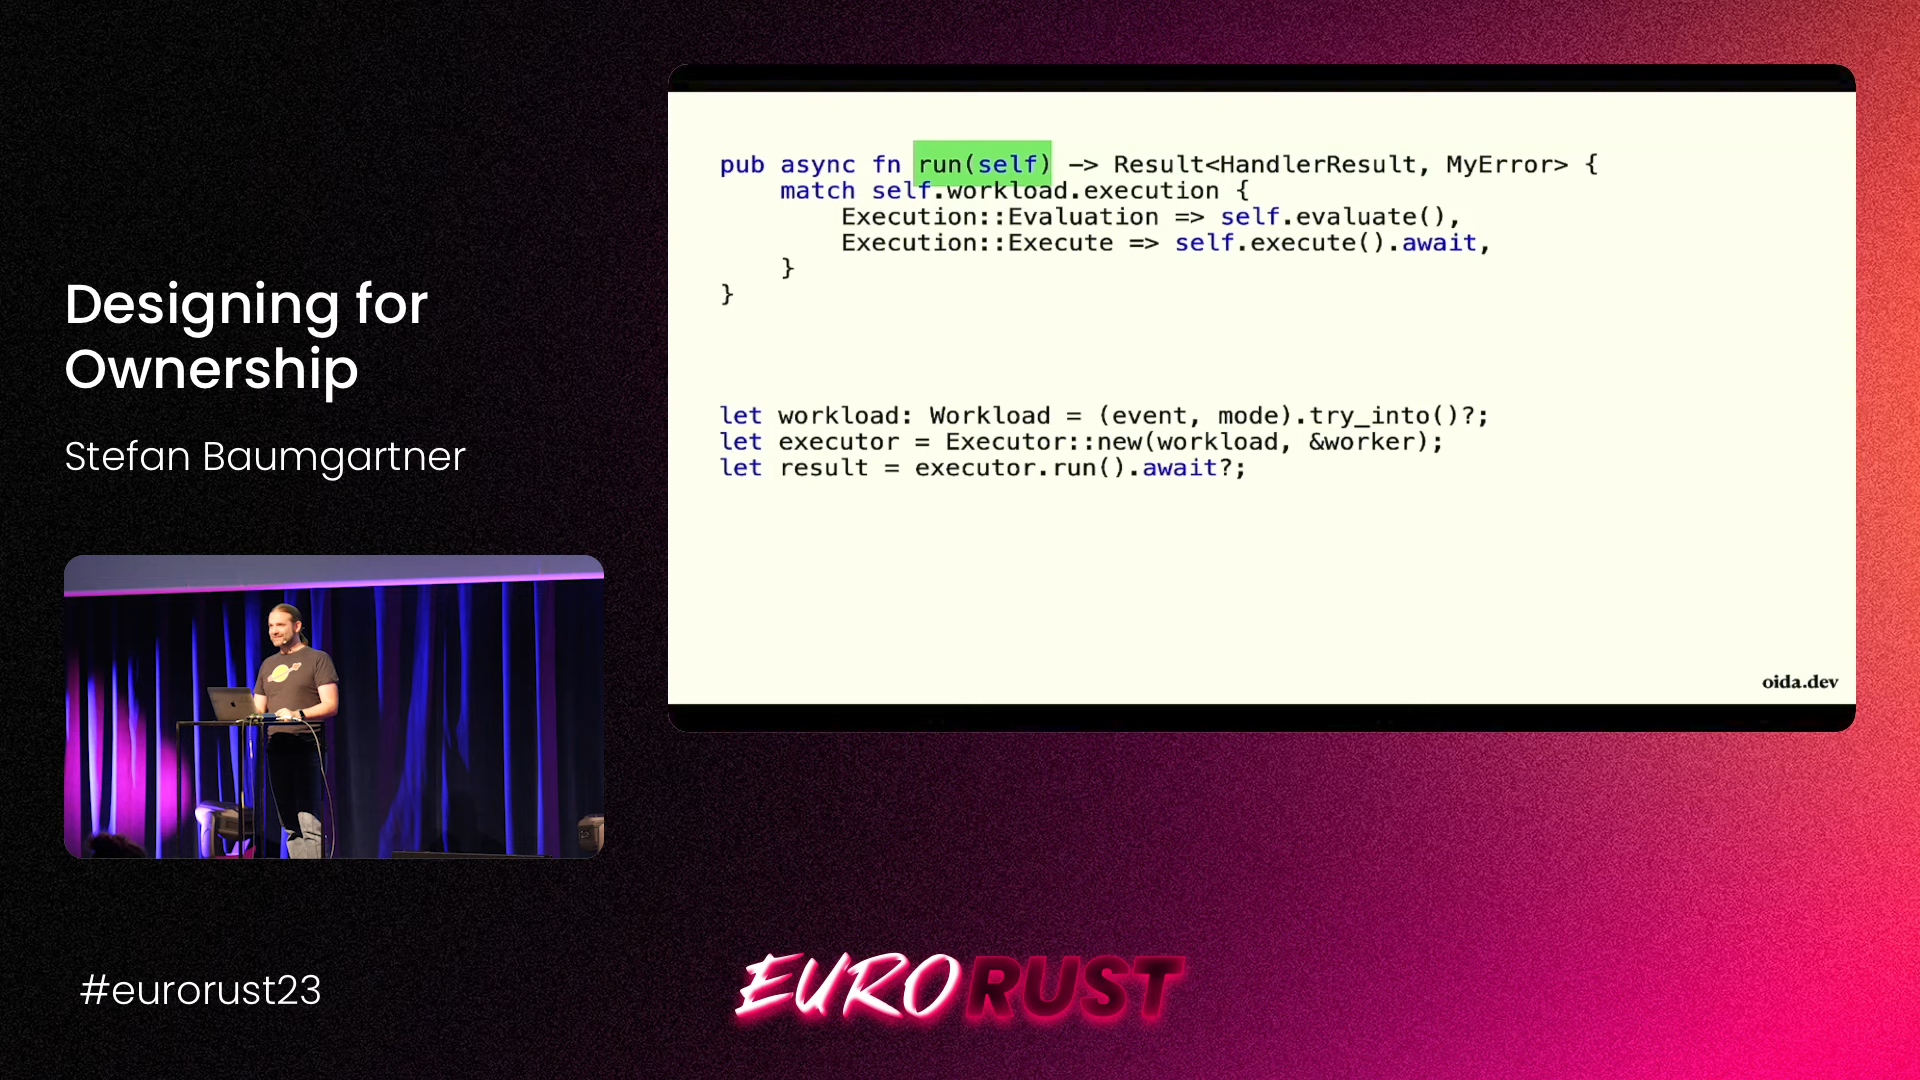 Designing for
Ownership
Stefan Baumgartner
pub async fn run(self) -> Result<HandlerResult, MyError> {
    match self.workload.execution {
        Execution::Evaluation => self.evaluate(),
        Execution::Execute => self.execute().await,
    }
}
let workload: Workload = (event, mode).try_into()?;
let executor = Executor::new(workload, &worker);
let result = executor.run().await?;
oida.dev
#eurorust23
EURORUST